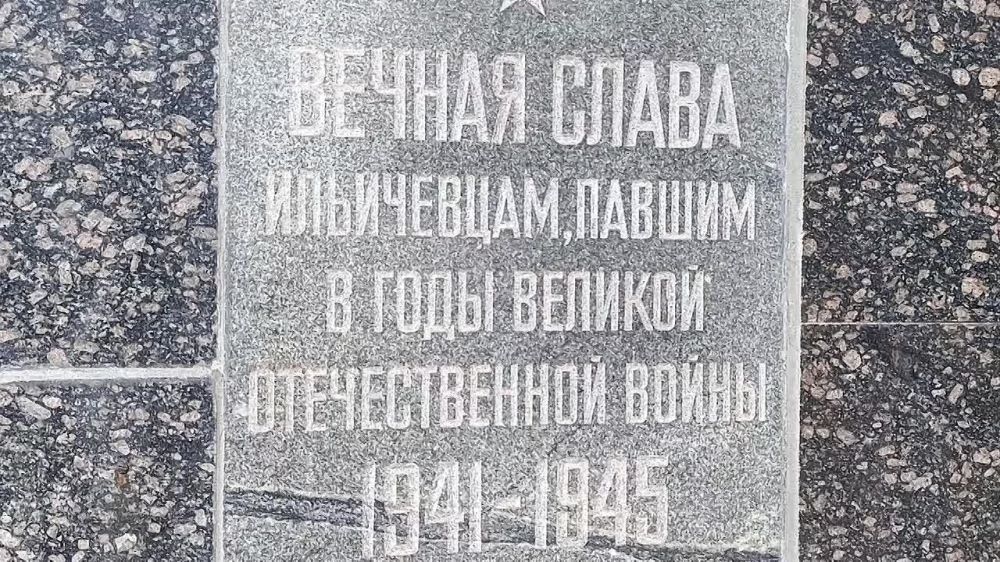 ВЕЧНАЯ СЛАВА
ИЛЬИЧЕВЦАМ, ПАВШИМ
В ГОДЫ ВЕЛИКОЙ
ОТЕЧЕСТВЕННОЙ ВОЙНЫ
1941-1945